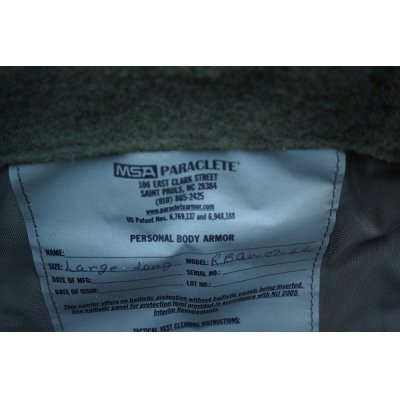 MSA PARACLETE®
106 EAST CLARK STREET
SAINT PAULS, NC 28384
(910) 865-2425
www.paracletearmor.com
US Patent Nos. 6,769,137 and 6,948,188
PERSONAL BODY ARMOR
NAME:
SIZE: Large-Long MODEL:
DATE OF MFG: SERIAL NO.:
DATE OF ISSUE: LOT NO.:
This carrier offers no ballistic protection without ballistic panels being inserted.
See ballistic panel for protection level provided in accordance with NIJ 2005
Interim Requirements.
TACTICAL VEST CLEANING INSTRUCTIONS: